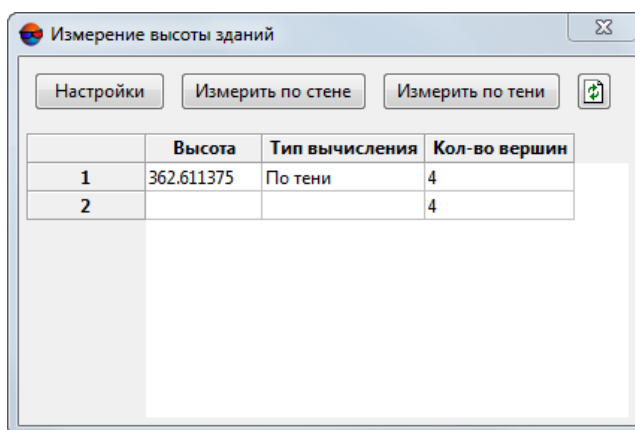 Измерение высоты зданий
Настройки Измерить по стене Измерить по тени
Высота Тип вычисления Кол-во вершин
1 362.611375 По тени 4
2 4